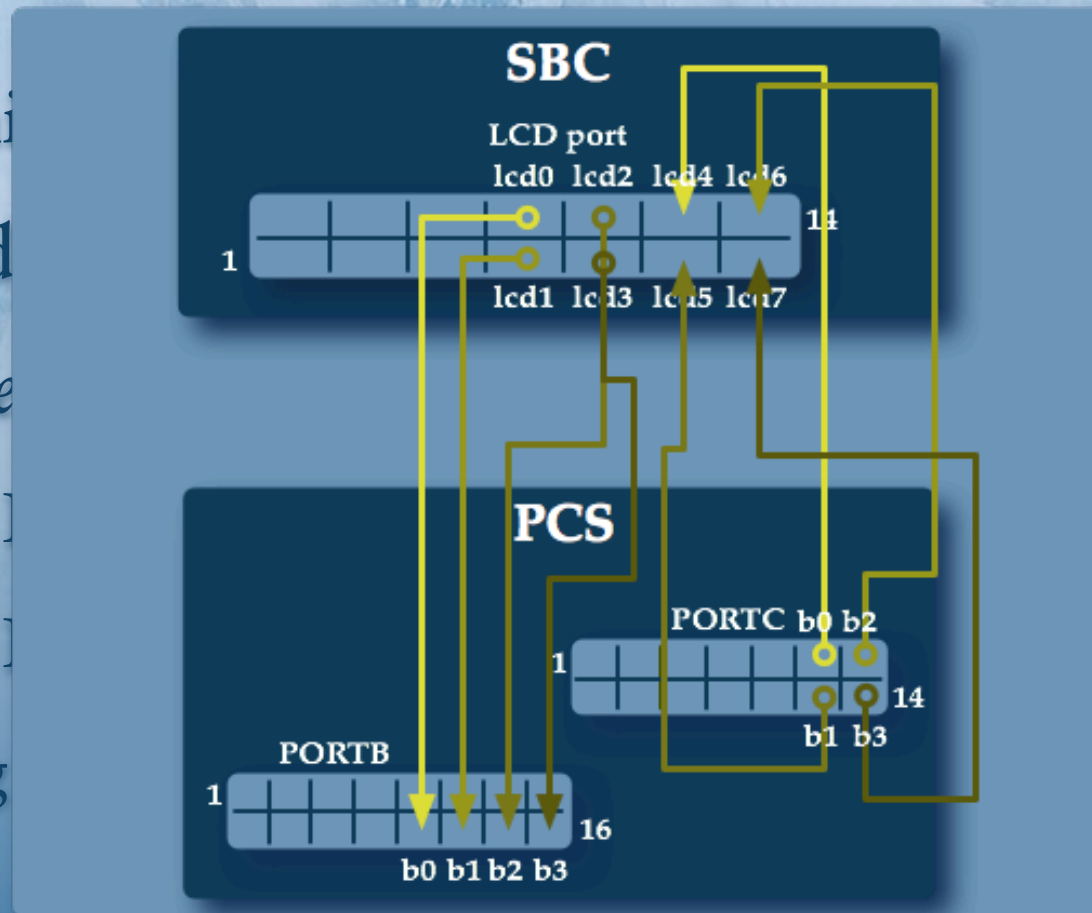 SBC
LCD port
lcd0 lcd2 lcd4 lcd6
14
1
lcd1 lcd3 lcd5 lcd7
PCS
PORTC b0 b2
1
14
b1 b3
PORTB
1
16
b0 b1 b2 b3